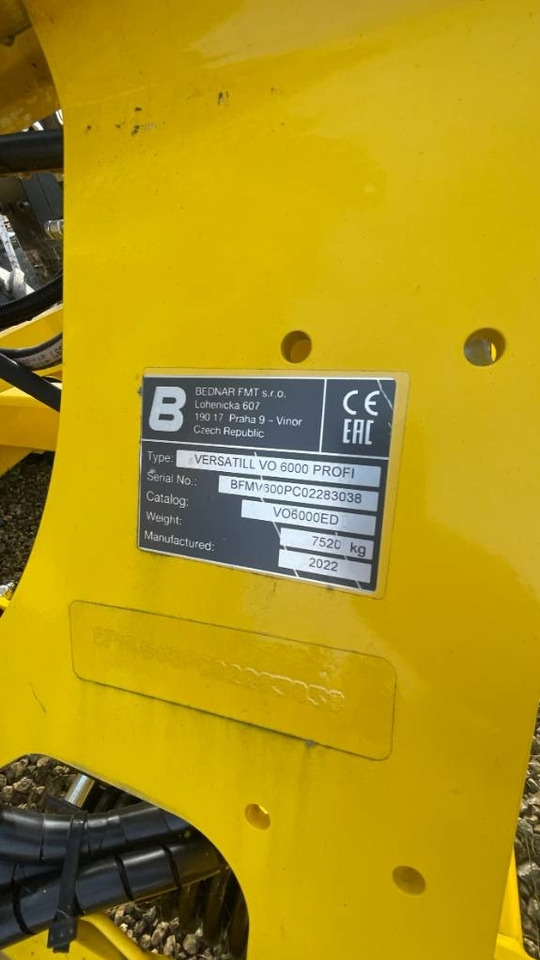 B
BEDNAR FMT s.r.o.
Lohenicka 607
190 17 Praha 9 – Vinor
Czech Republic
CE
EAC
Type: VERSATILL VO 6000 PROFI
Serial No.: BFMV600PC02283038
Catalog: VO6000ED
Weight: 7520 kg
Manufactured: 2022